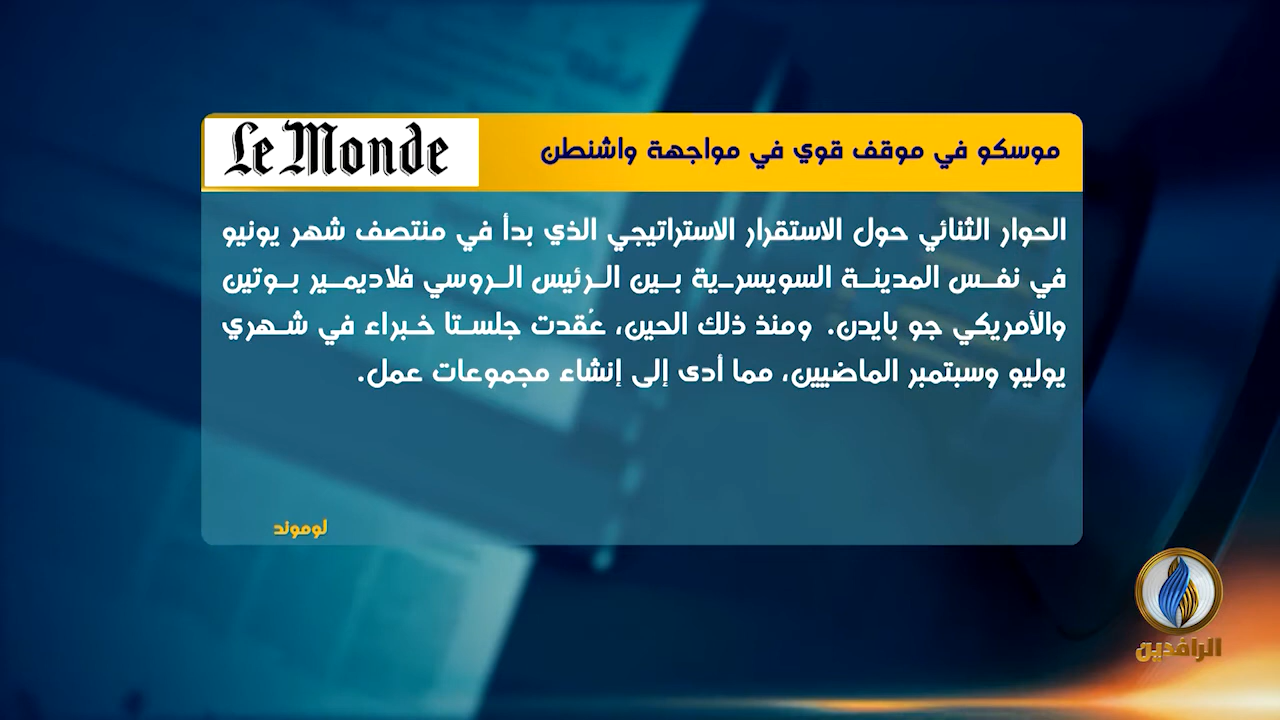 Le Monde
موسكو في موقف قوي في مواجهة واشنطن
الحوار الثنائي حول الاستقرار الاستراتيجي الذي بدأ في منتصف شهر يونيو
في نفس المدينة السويسرية بين الرئيس الروسي فلاديمير بوتين
والأمريكي جو بايدن. ومنذ ذلك الحين، عُقدت جلستا خبراء في شهري
يوليو وسبتمبر الماضيين، مما أدى إلى إنشاء مجموعات عمل.
لوموند
الرافدين